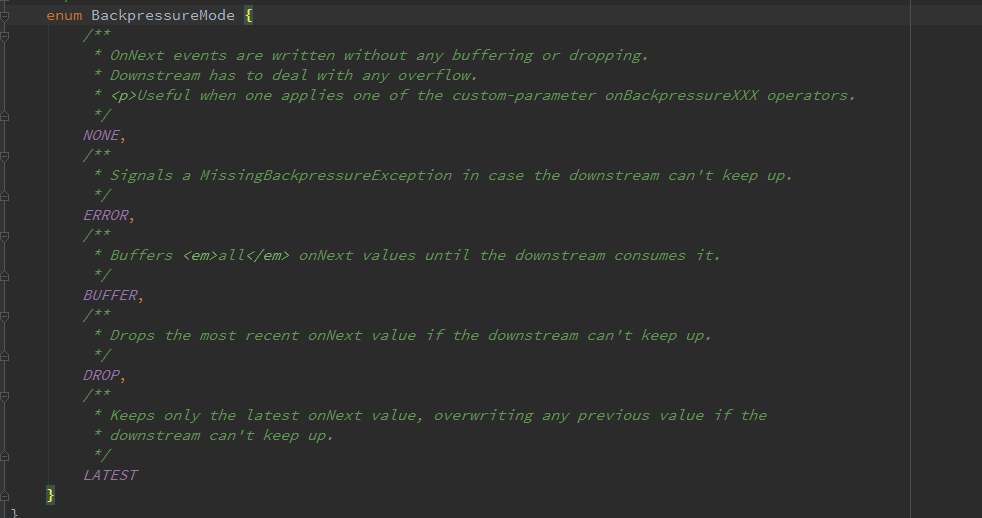 enum BackpressureMode {
/**
* OnNext events are written without any buffering or dropping.
* Downstream has to deal with any overflow.
* <p>Useful when one applies one of the custom-parameter onBackpressureXXX operators.
*/
NONE,
/**
* Signals a MissingBackpressureException in case the downstream can't keep up.
*/
ERROR,
/**
* Buffers <em>all</em> onNext values until the downstream consumes it.
*/
BUFFER,
/**
* Drops the most recent onNext value if the downstream can't keep up.
*/
DROP,
/**
* Keeps only the latest onNext value, overwriting any previous value if the
* downstream can't keep up.
*/
LATEST
}
}